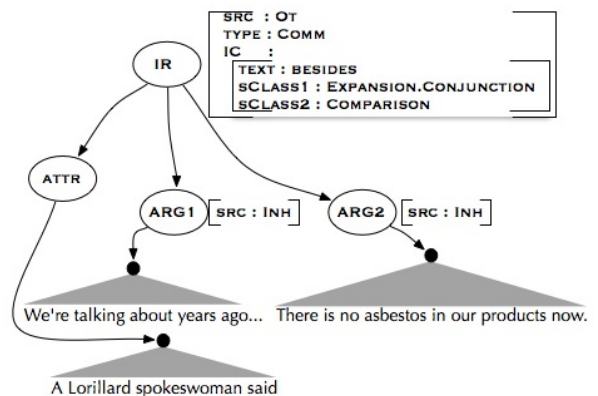 SRC : OT
TYPE : COMM
IC :
TEXT : BESIDES
SCLASS1 : EXPANSION.CONJUNCTION
SCLASS2 : COMPARISON
IR
ATTR
ARG1 SRC : INH
ARG2 SRC : INH
We're talking about years ago...
There is no asbestos in our products now.
A Lorillard spokeswoman said